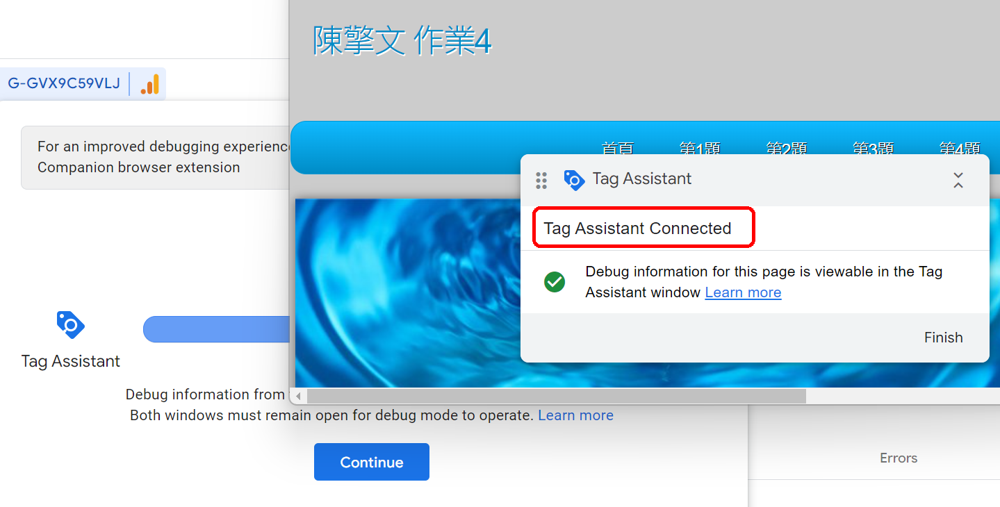 陳擎文 作業4
G-GVX9C59VLJ
For an improved debugging experience
Companion browser extension
首頁
第1題
第2題
第3題
第4題
Tag Assistant
Tag Assistant Connected
Debug information for this page is viewable in the Tag
Assistant window Learn more
Finish
Tag Assistant
Debug information from
Both windows must remain open for debug mode to operate. Learn more
Continue
Errors